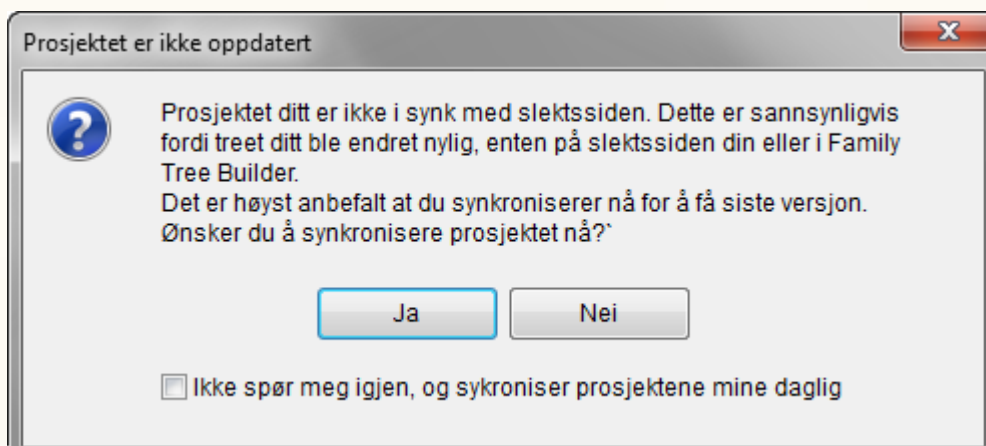 Prosjektet er ikke oppdatert
Prosjektet ditt er ikke i synk med slektssiden. Dette er sannsynligvis
fordi treet ditt ble endret nylig, enten på slektssiden din eller i Family
Tree Builder.
Det er høyst anbefalt at du synkroniserer nå for å få siste versjon.
Ønsker du å synkronisere prosjektet nå?`
Ja Nei
Ikke spør meg igjen, og sykroniser prosjektene mine daglig